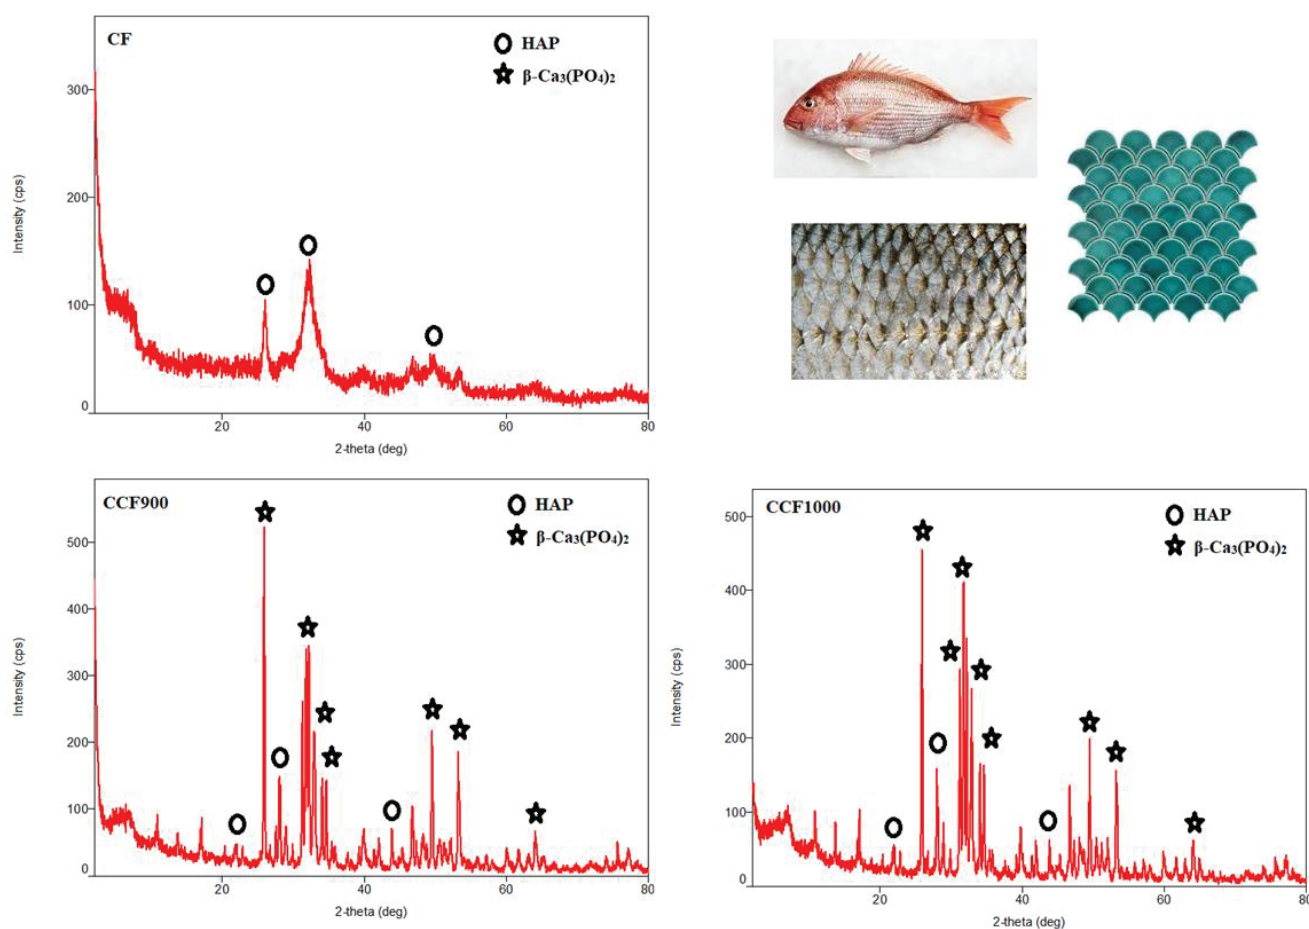 CF
HAP
β-Ca₃(PO₄)₂
300
200
100
0
Intensity (cps)
20
40
60
80
2-theta (deg)
CCF900
HAP
β-Ca₃(PO₄)₂
500
400
300
200
100
0
Intensity (cps)
20
40
60
80
2-theta (deg)
CCF1000
HAP
β-Ca₃(PO₄)₂
500
400
300
200
100
0
Intensity (cps)
20
40
60
80
2-theta (deg)